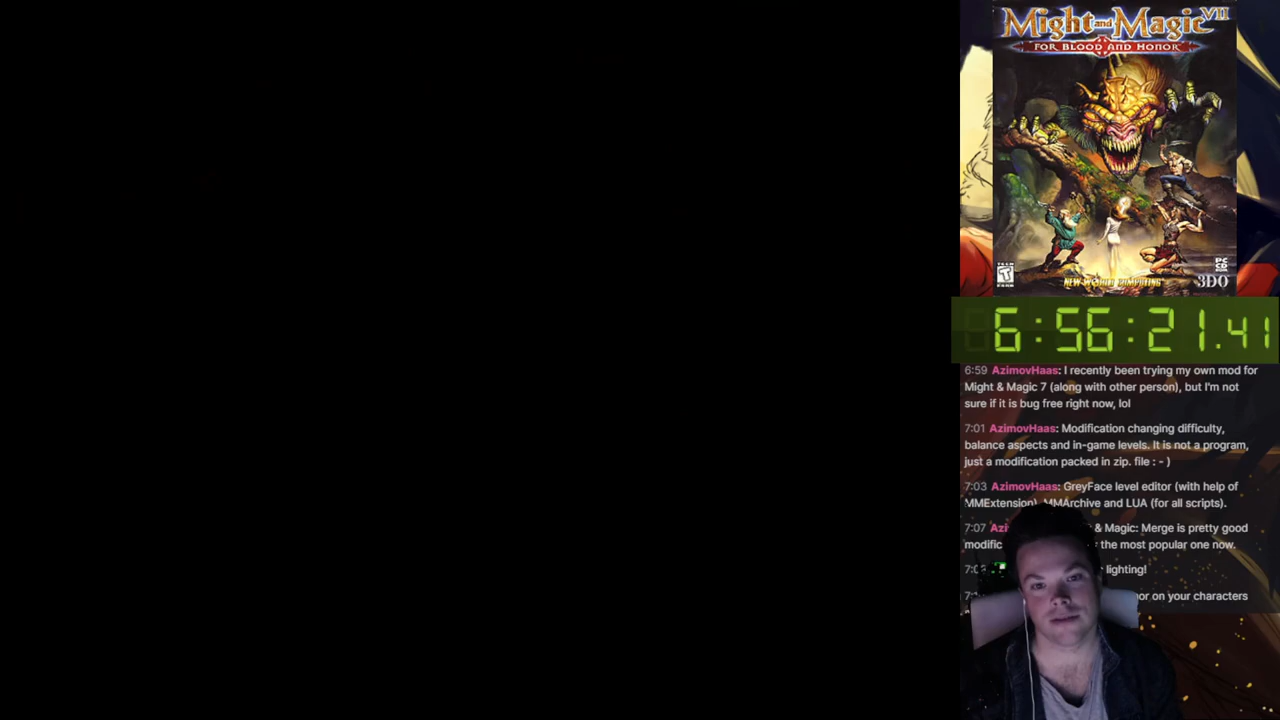 Might and Magic VII
FOR BLOOD AND HONOR
TEEN
NEW WORLD COMPUTING
PC
CD
3DO
6:56:21.41
6:59 AzimovHaas: I recently been trying my own mod for
Might & Magic 7 (along with other person), but I'm not
sure if it is bug free right now, lol
7:01 AzimovHaas: Modification changing difficulty,
balance aspects and in-game levels. It is not a program,
just a modification packed in zip. file : - )
7:03 AzimovHaas: GreyFace level editor (with help of
MMExtension), MMArchive and LUA (for all scripts).
7:07 & Magic: Merge is pretty good
the most popular one now.
lighting!
on your characters